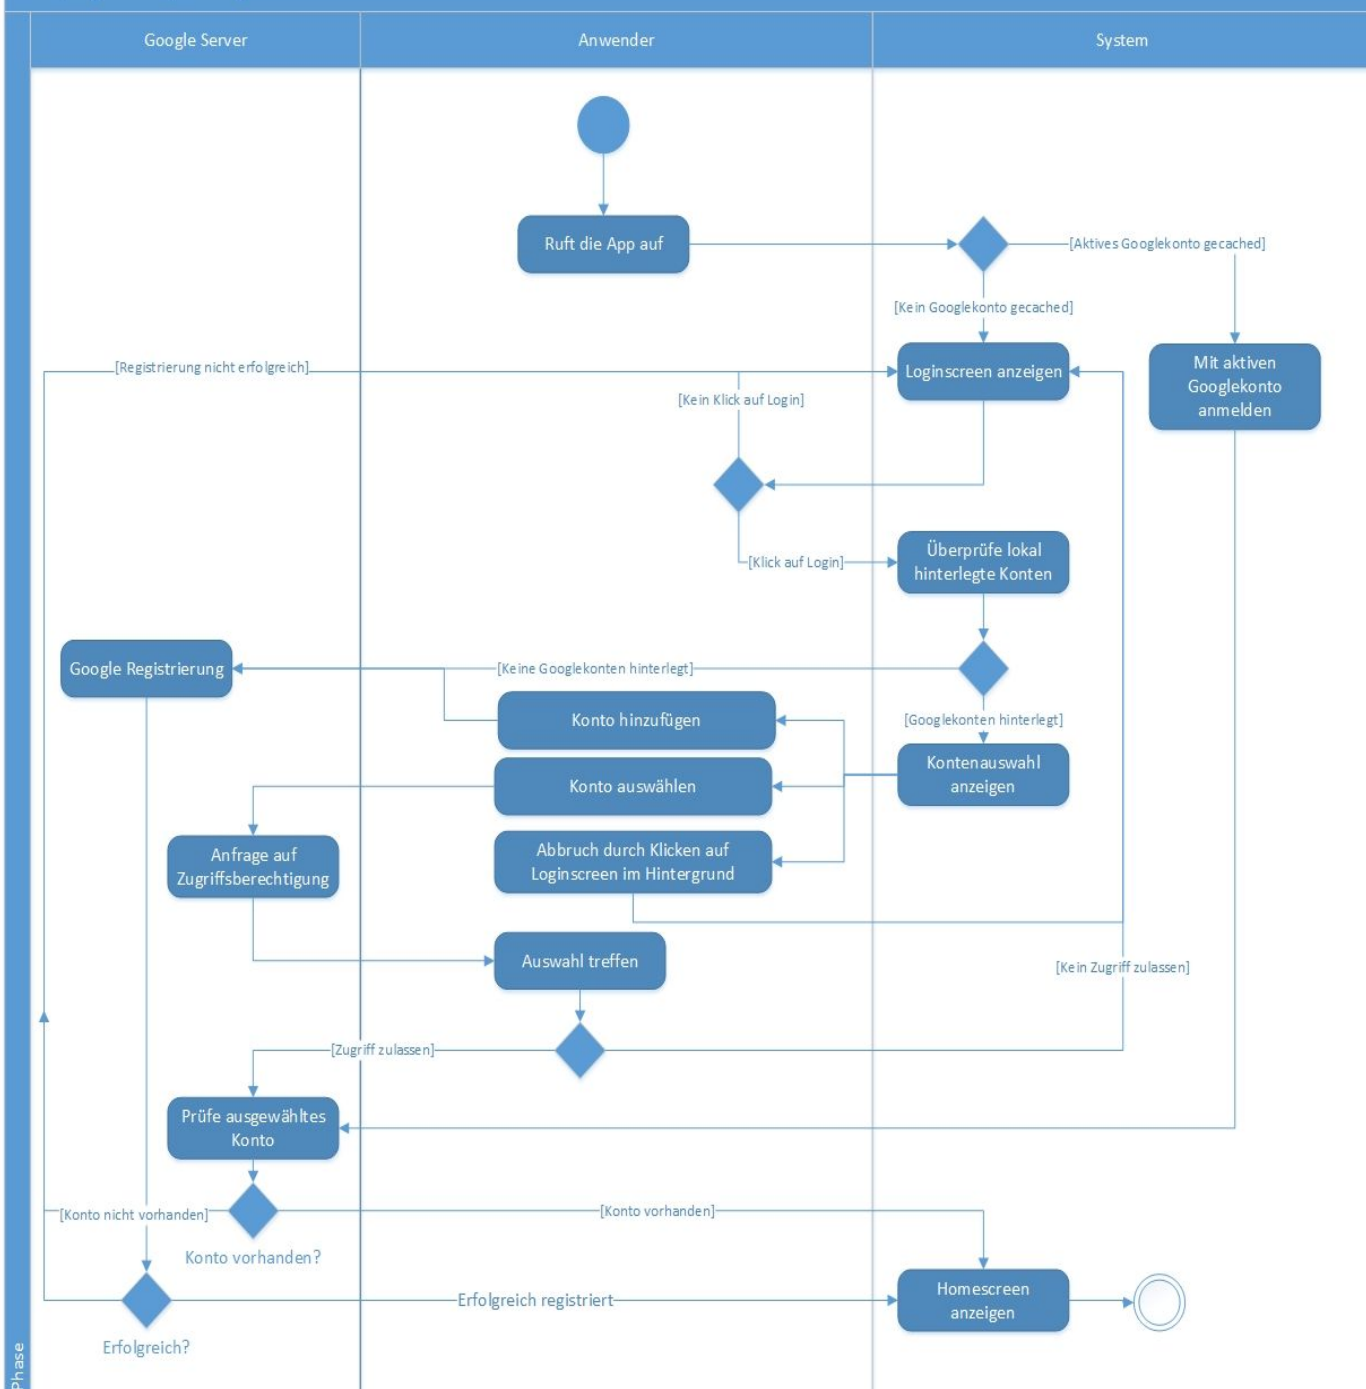 Google Server
Anwender
System
Ruft die App auf
[Aktives Googlekonto gecached]
[Kein Googlekonto gecached]
[Registrierung nicht erfolgreich]
Loginscreen anzeigen
Mit aktiven
Googlekonto
anmelden
[Kein Klick auf Login]
[Klick auf Login]
Überprüfe lokal
hinterlegte Konten
Google Registrierung
[Keine Googlekonten hinterlegt]
Konto hinzufügen
[Googlekonten hinterlegt]
Kontenauswahl
anzeigen
Konto auswählen
Anfrage auf
Zugriffsberechtigung
Abbruch durch Klicken auf
Loginscreen im Hintergrund
Auswahl treffen
[Kein Zugriff zulassen]
[Zugriff zulassen]
Prüfe ausgewähltes
Konto
[Konto nicht vorhanden]
[Konto vorhanden]
Konto vorhanden?
Erfolgreich registriert
Homescreen
anzeigen
Erfolgreich?
Phase